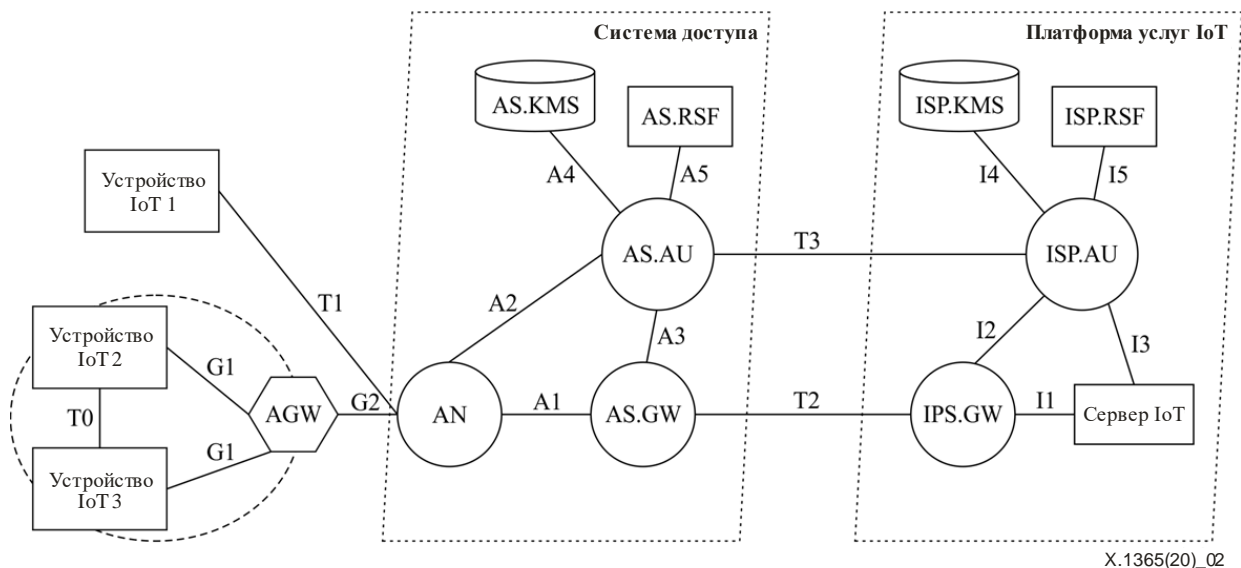 Система доступа
Платформа услуг IoT
AS.KMS
AS.RSF
ISP.KMS
ISP.RSF
A4
A5
I4
I5
Устройство
IoT 1
AS.AU
T3
ISP.AU
T1
A2
A3
I2
I3
Устройство
IoT 2
G1
T0
AGW
G2
AN
A1
AS.GW
T2
IPS.GW
I1
Сервер IoT
G1
Устройство
IoT 3
X.1365(20)_02